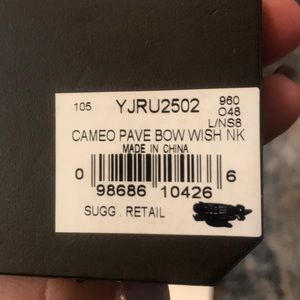 105 YJRU2502 960
O48
L/NS8
CAMEO PAVE BOW WISH NK
MADE IN CHINA
0 98686 10426 6
SUGG. RETAIL